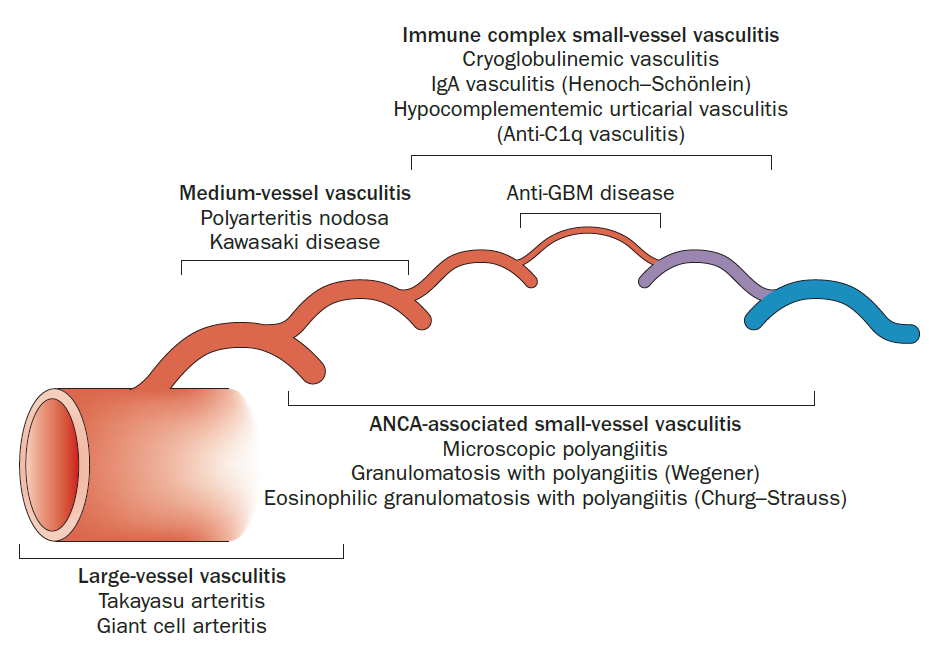 Immune complex small-vessel vasculitis
Cryoglobulinemic vasculitis
IgA vasculitis (Henoch–Schönlein)
Hypocomplementemic urticarial vasculitis
(Anti-C1q vasculitis)
Medium-vessel vasculitis
Polyarteritis nodosa
Kawasaki disease
Anti-GBM disease
ANCA-associated small-vessel vasculitis
Microscopic polyangiitis
Granulomatosis with polyangiitis (Wegener)
Eosinophilic granulomatosis with polyangiitis (Churg–Strauss)
Large-vessel vasculitis
Takayasu arteritis
Giant cell arteritis